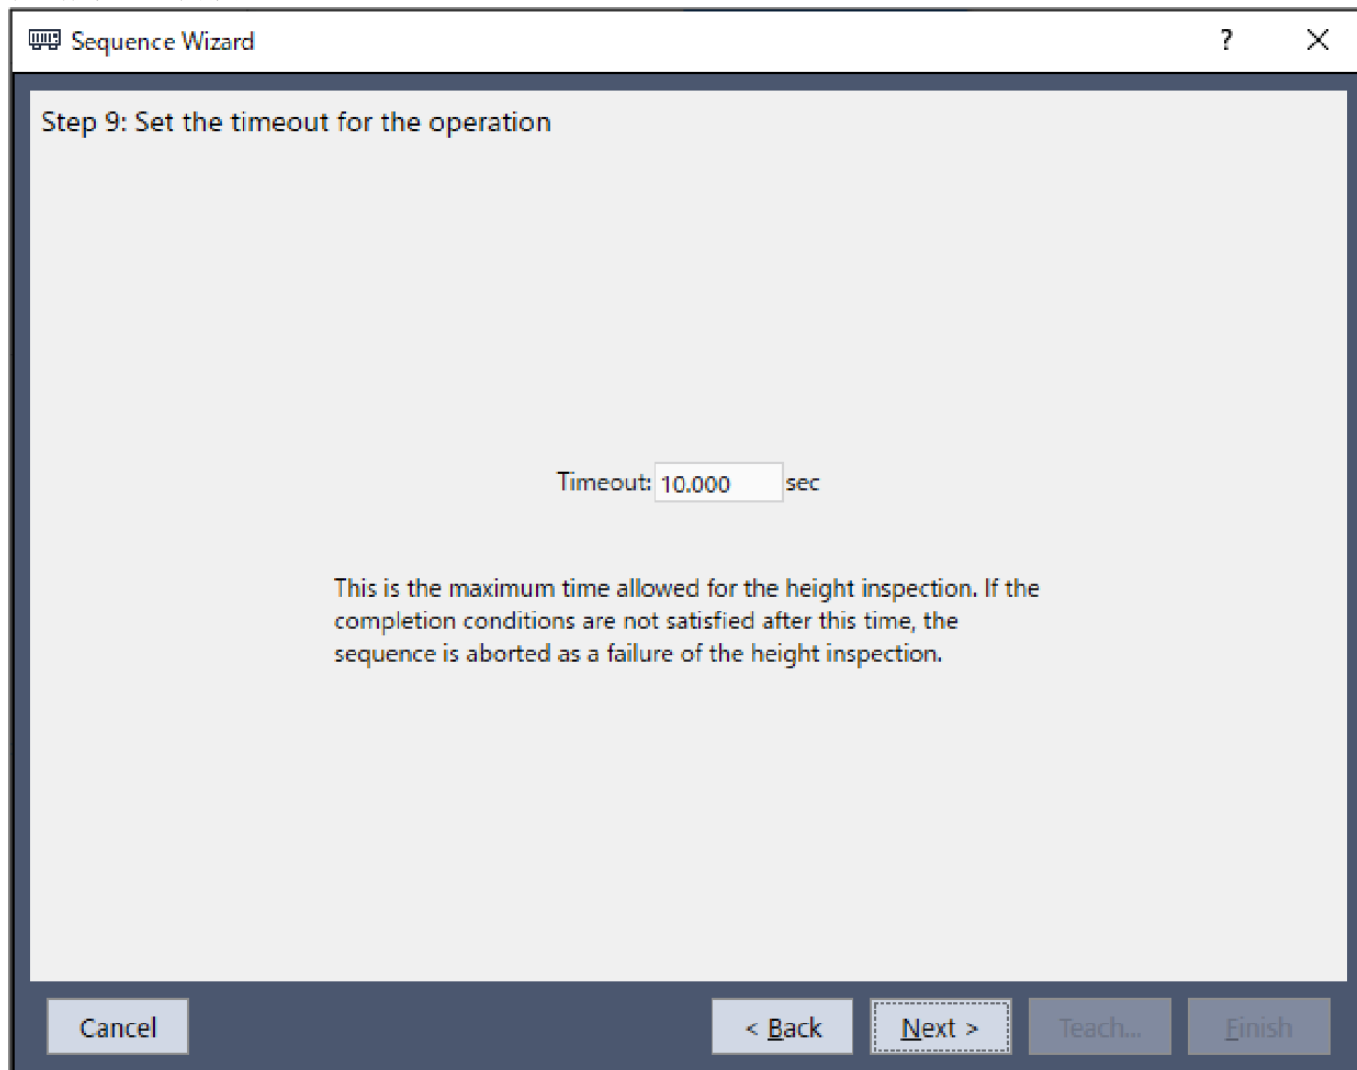 Sequence Wizard
?
Step 9: Set the timeout for the operation
Timeout: 10.000 sec
This is the maximum time allowed for the height inspection. If the
completion conditions are not satisfied after this time, the
sequence is aborted as a failure of the height inspection.
Cancel
< Back
Next >
Teach...
Finish